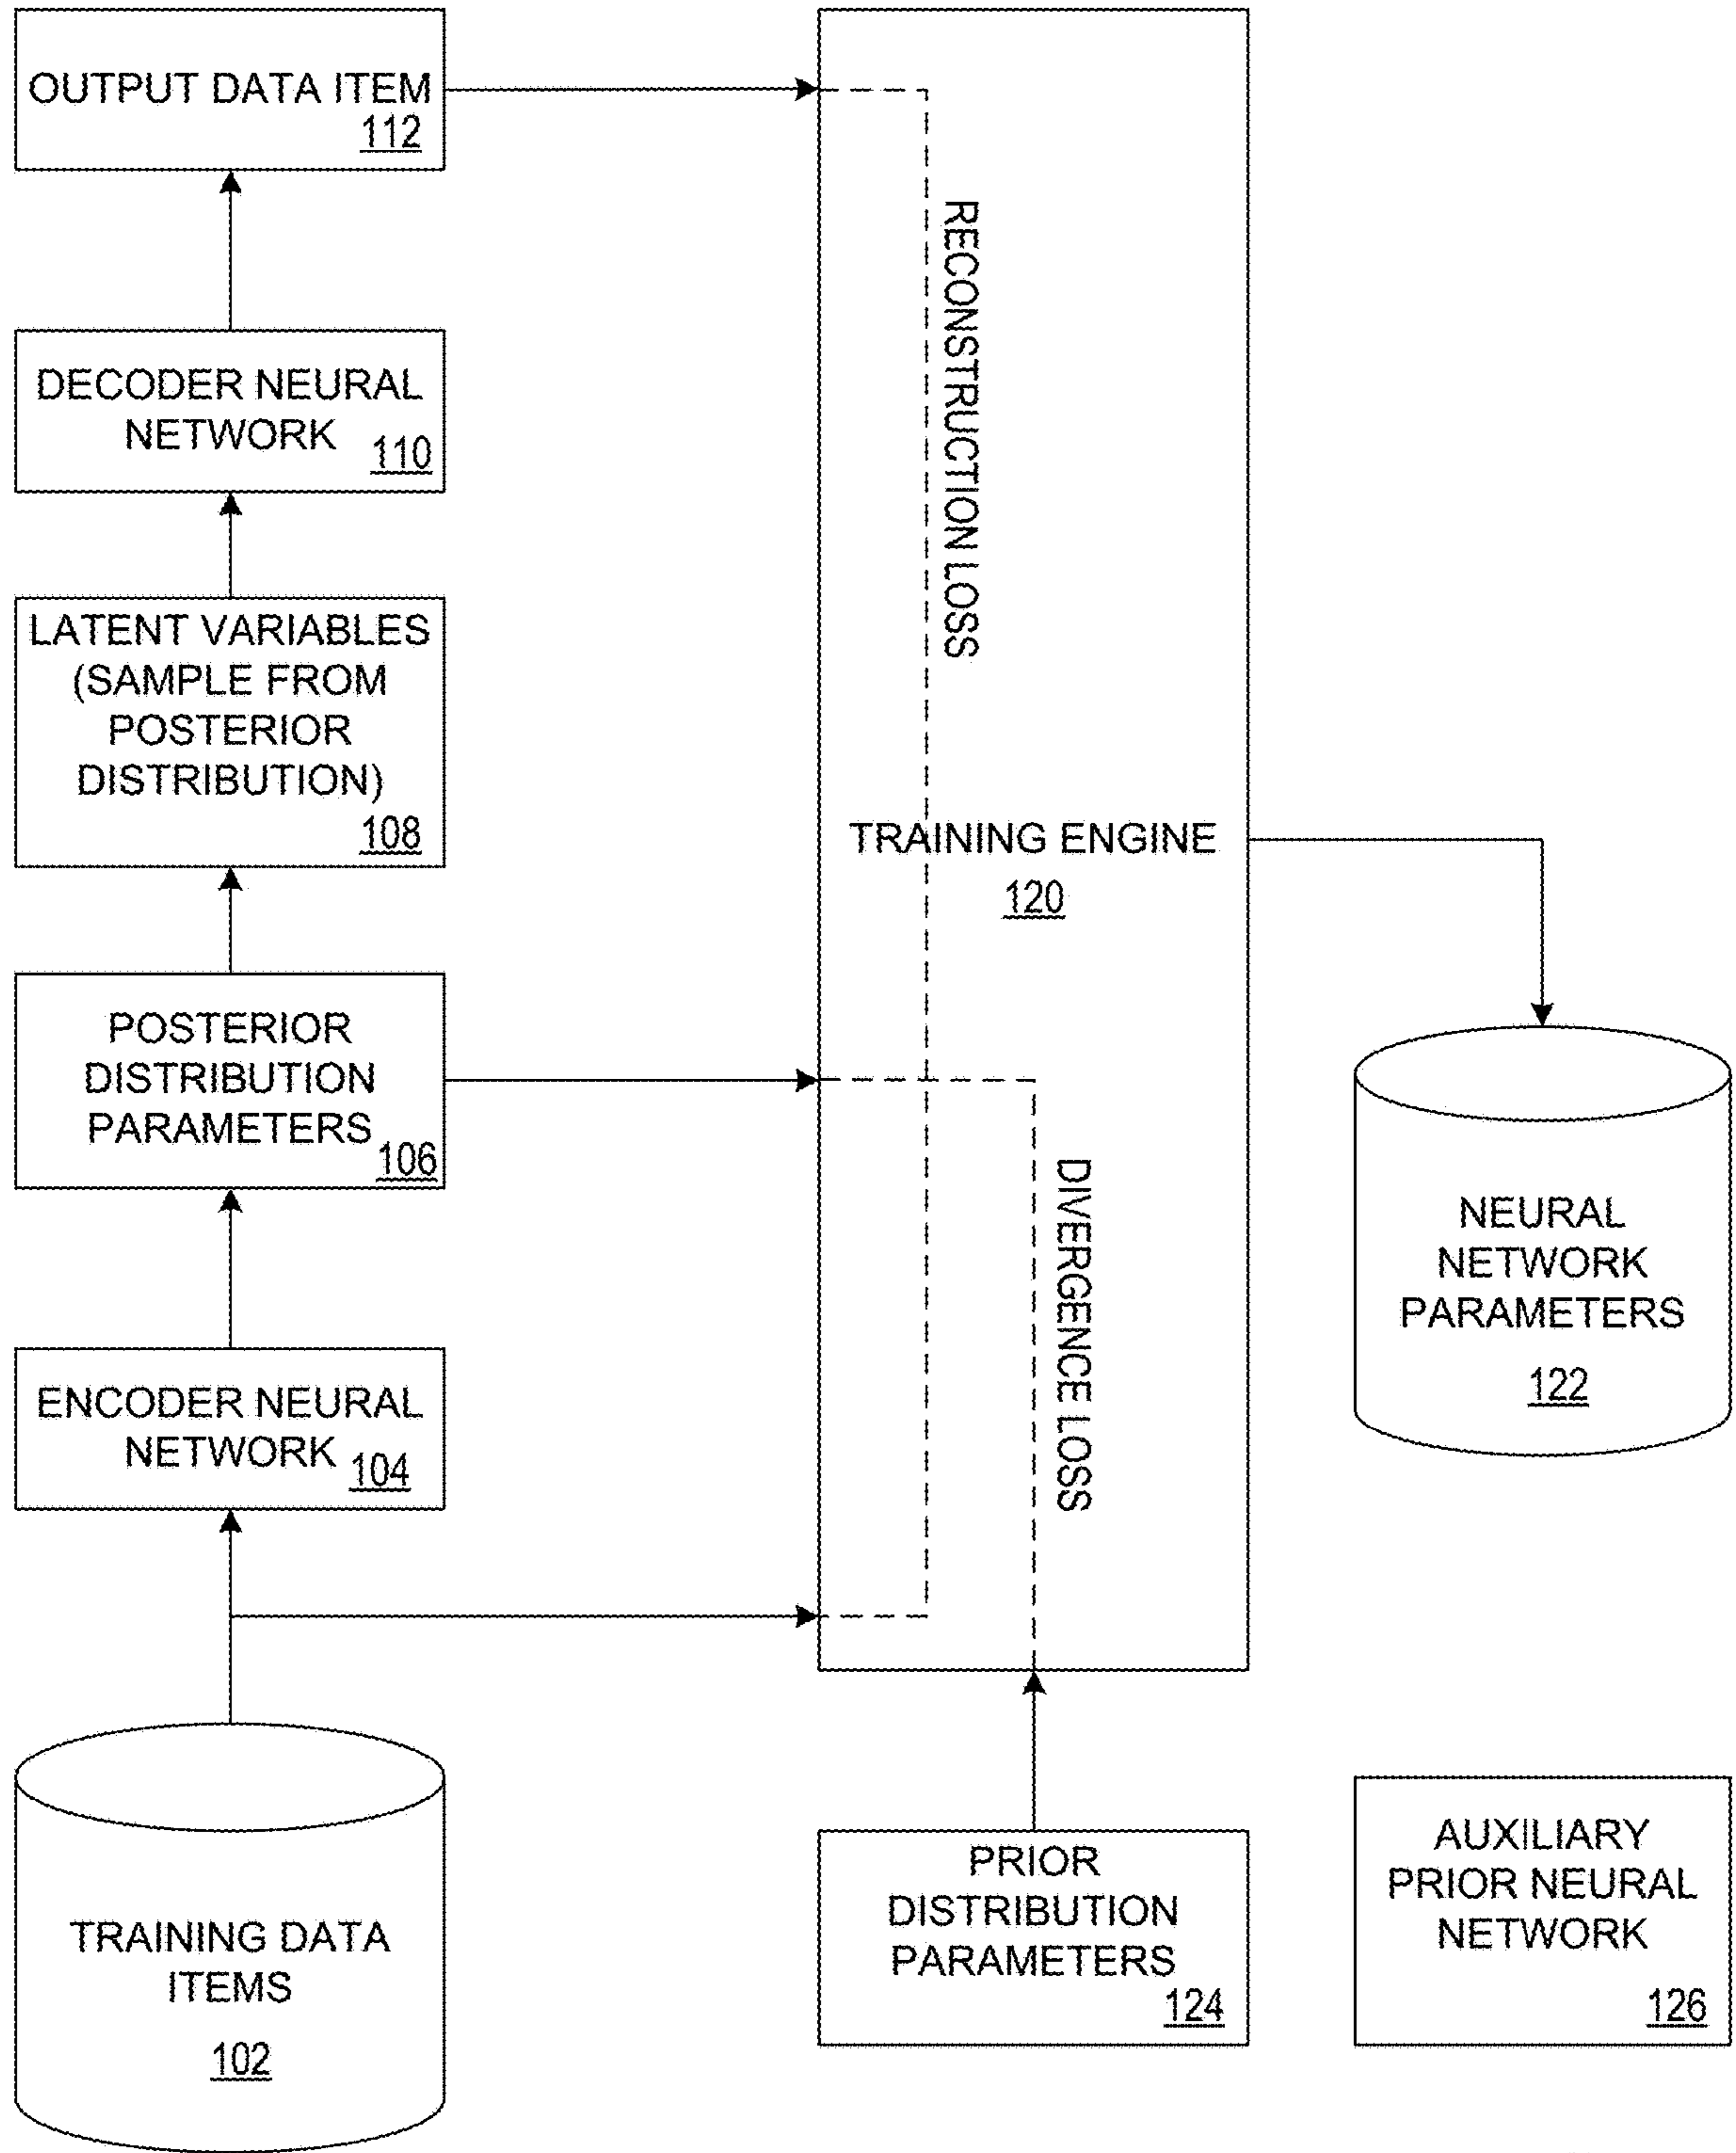 OUTPUT DATA ITEM
112
DECODER NEURAL
NETWORK
110
LATENT VARIABLES
(SAMPLE FROM
POSTERIOR
DISTRIBUTION)
108
POSTERIOR
DISTRIBUTION
PARAMETERS
106
ENCODER NEURAL
NETWORK
104
TRAINING DATA
ITEMS
102
RECONSTRUCTION LOSS
TRAINING ENGINE
120
DIVERGENCE LOSS
PRIOR
DISTRIBUTION
PARAMETERS
124
NEURAL
NETWORK
PARAMETERS
122
AUXILIARY
PRIOR NEURAL
NETWORK
126